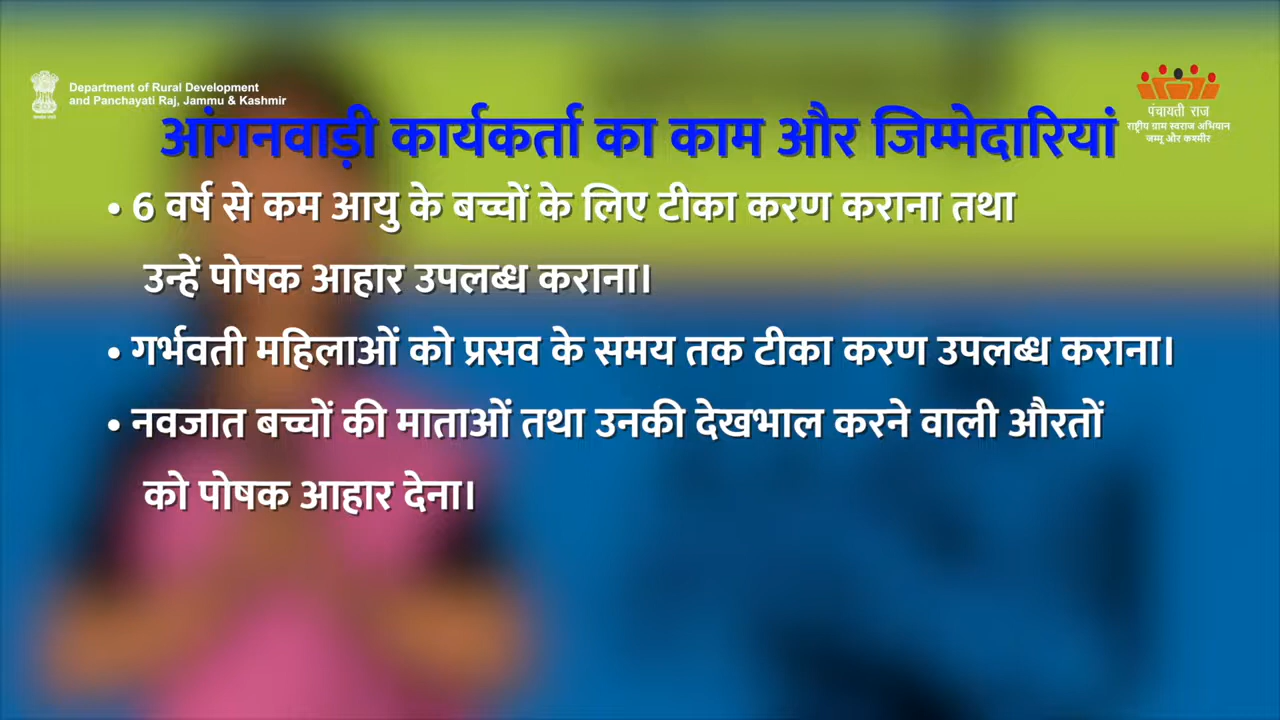 Department of Rural Development
and Panchayati Raj, Jammu & Kashmir
पंचायती राज
राष्ट्रीय ग्राम स्वराज अभियान
जम्मू और कश्मीर
आंगनवाड़ी कार्यकर्ता का काम और जिम्मेदारियां
• 6 वर्ष से कम आयु के बच्चों के लिए टीका करण कराना तथा
उन्हें पोषक आहार उपलब्ध कराना।
• गर्भवती महिलाओं को प्रसव के समय तक टीका करण उपलब्ध कराना।
• नवजात बच्चों की माताओं तथा उनकी देखभाल करने वाली औरतों
को पोषक आहार देना।